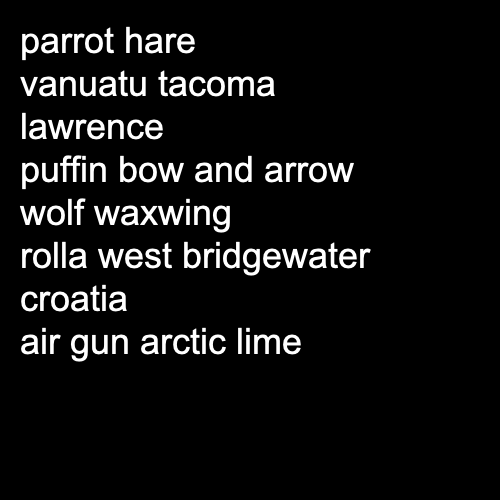 parrot hare
vanuatu tacoma
lawrence
puffin bow and arrow
wolf waxwing
rolla west bridgewater
croatia
air gun arctic lime